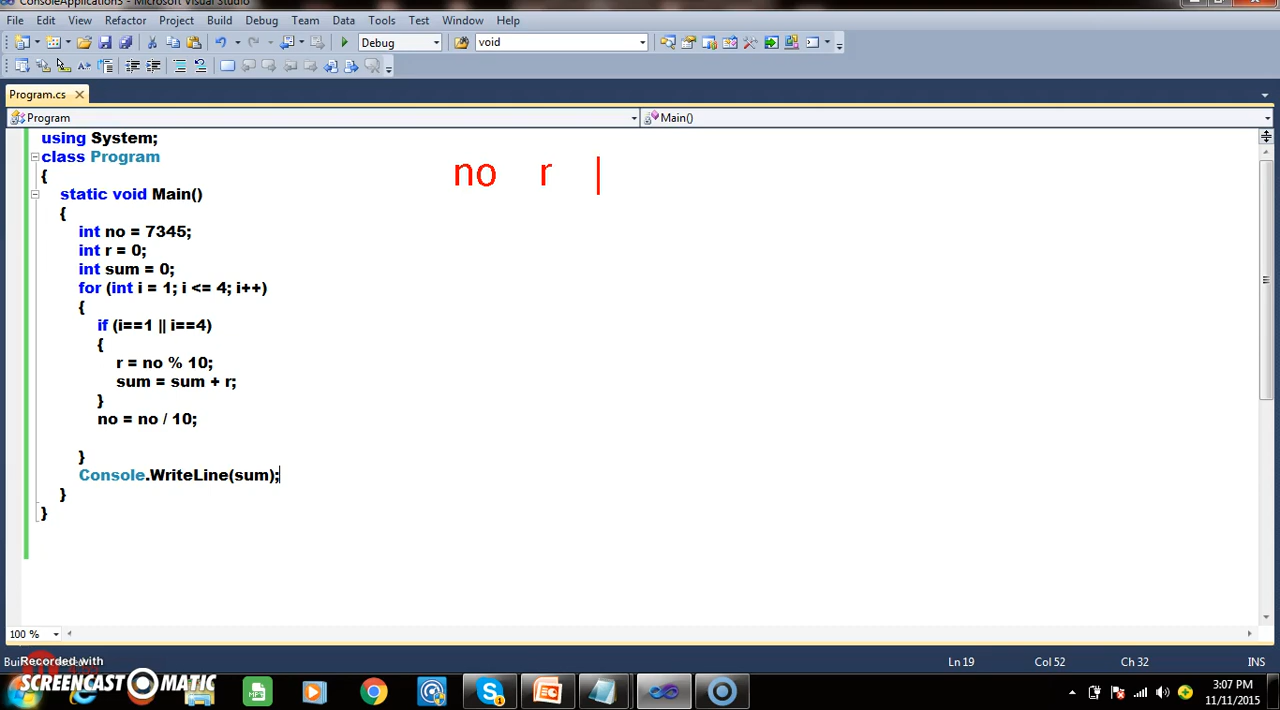 ConsoleApplication3 - Microsoft Visual Studio
File Edit View Refactor Project Build Debug Team Data Tools Test Window Help
Debug void
Program.cs
Program Main()
using System;
class Program
{
static void Main()
{
int no = 7345;
int r = 0;
int sum = 0;
for (int i = 1; i <= 4; i++)
{
if (i==1 || i==4)
{
r = no % 10;
sum = sum + r;
}
no = no / 10;
}
Console.WriteLine(sum);
}
}
no r
100 %
Ln 19 Col 52 Ch 32 INS
Recorded with
SCREENCAST MATIC
3:07 PM
11/11/2015